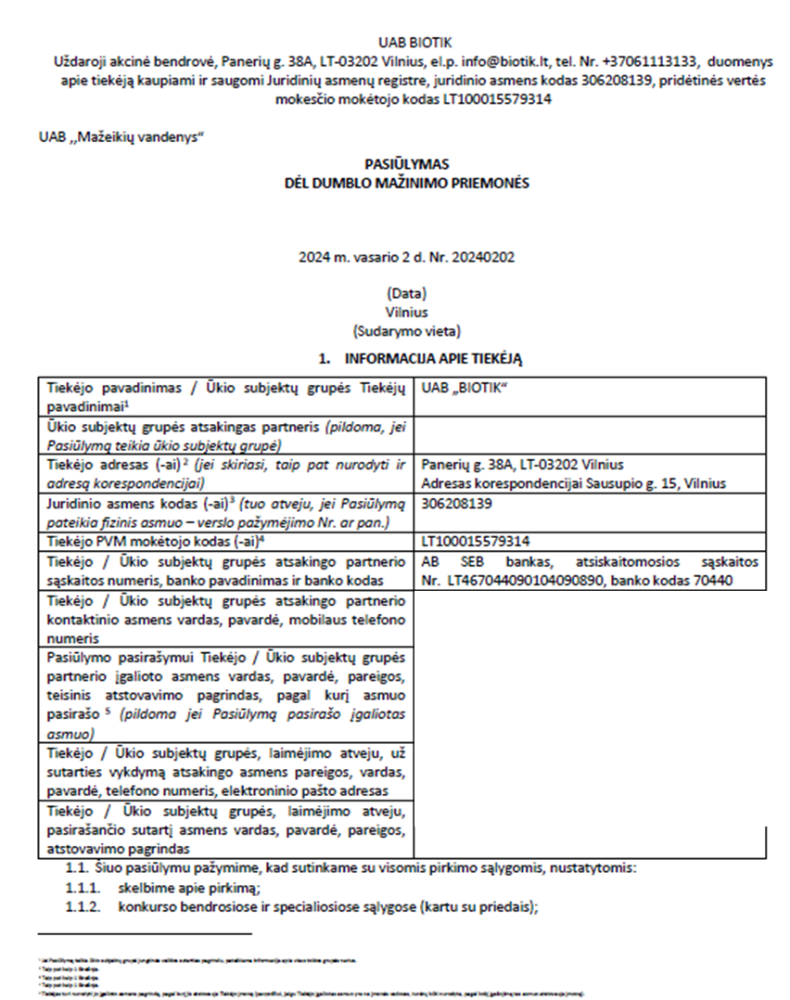 UAB BIOTIK
Uždaroji akcinė bendrovė, Panerių g. 38A, LT-03202 Vilnius, el.p. info@biotik.lt, tel. Nr. +37061113133, duomenys
apie tiekėją kaupiami ir saugomi Juridinių asmenų registre, juridinio asmens kodas 306208139, pridėtinės vertės
mokesčio mokėtojo kodas LT100015579314
UAB ,,Mažeikių vandenys“
PASIŪLYMAS
DĖL DUMBLO MAŽINIMO PRIEMONĖS
2024 m. vasario 2 d. Nr. 20240202
(Data)
Vilnius
(Sudarymo vieta)
1. INFORMACIJA APIE TIEKĖJĄ
Tiekėjo pavadinimas / Ūkio subjektų grupės Tiekėjų
pavadinimai¹
UAB „BIOTIK“
Ūkio subjektų grupės atsakingas partneris (pildoma, jei
Pasiūlymą teikia ūkio subjektų grupė)
Tiekėjo adresas (-ai) ² (jei skiriasi, taip pat nurodyti ir
adresą korespondencijai)
Panerių g. 38A, LT-03202 Vilnius
Adresas korespondencijai Sausupio g. 15, Vilnius
Juridinio asmens kodas (-ai)³ (tuo atveju, jei Pasiūlymą
pateikia fizinis asmuo – verslo pažymėjimo Nr. ar pan.)
306208139
Tiekėjo PVM mokėtojo kodas (-ai)⁴
LT100015579314
Tiekėjo / Ūkio subjektų grupės atsakingo partnerio
sąskaitos numeris, banko pavadinimas ir banko kodas
AB SEB bankas, atsiskaitomosios sąskaitos
Nr. LT467044090104090890, banko kodas 70440
Tiekėjo / Ūkio subjektų grupės atsakingo partnerio
kontaktinio asmens vardas, pavardė, mobilaus telefono
numeris
Pasiūlymo pasirašymui Tiekėjo / Ūkio subjektų grupės
partnerio įgalioto asmens vardas, pavardė, pareigos,
teisinis atstovavimo pagrindas, pagal kurį asmuo
pasirašo ⁵ (pildoma jei Pasiūlymą pasirašo įgaliotas
asmuo)
Tiekėjo / Ūkio subjektų grupės, laimėjimo atveju, už
sutarties vykdymą atsakingo asmens pareigos, vardas,
pavardė, telefono numeris, elektroninio pašto adresas
Tiekėjo / Ūkio subjektų grupės, laimėjimo atveju,
pasirašančio sutartį asmens vardas, pavardė, pareigos,
atstovavimo pagrindas
1.1. Šiuo pasiūlymu pažymime, kad sutinkame su visomis pirkimo sąlygomis, nustatytomis:
1.1.1. skelbime apie pirkimą;
1.1.2. konkurso bendrosiose ir specialiosiose sąlygose (kartu su priedais);